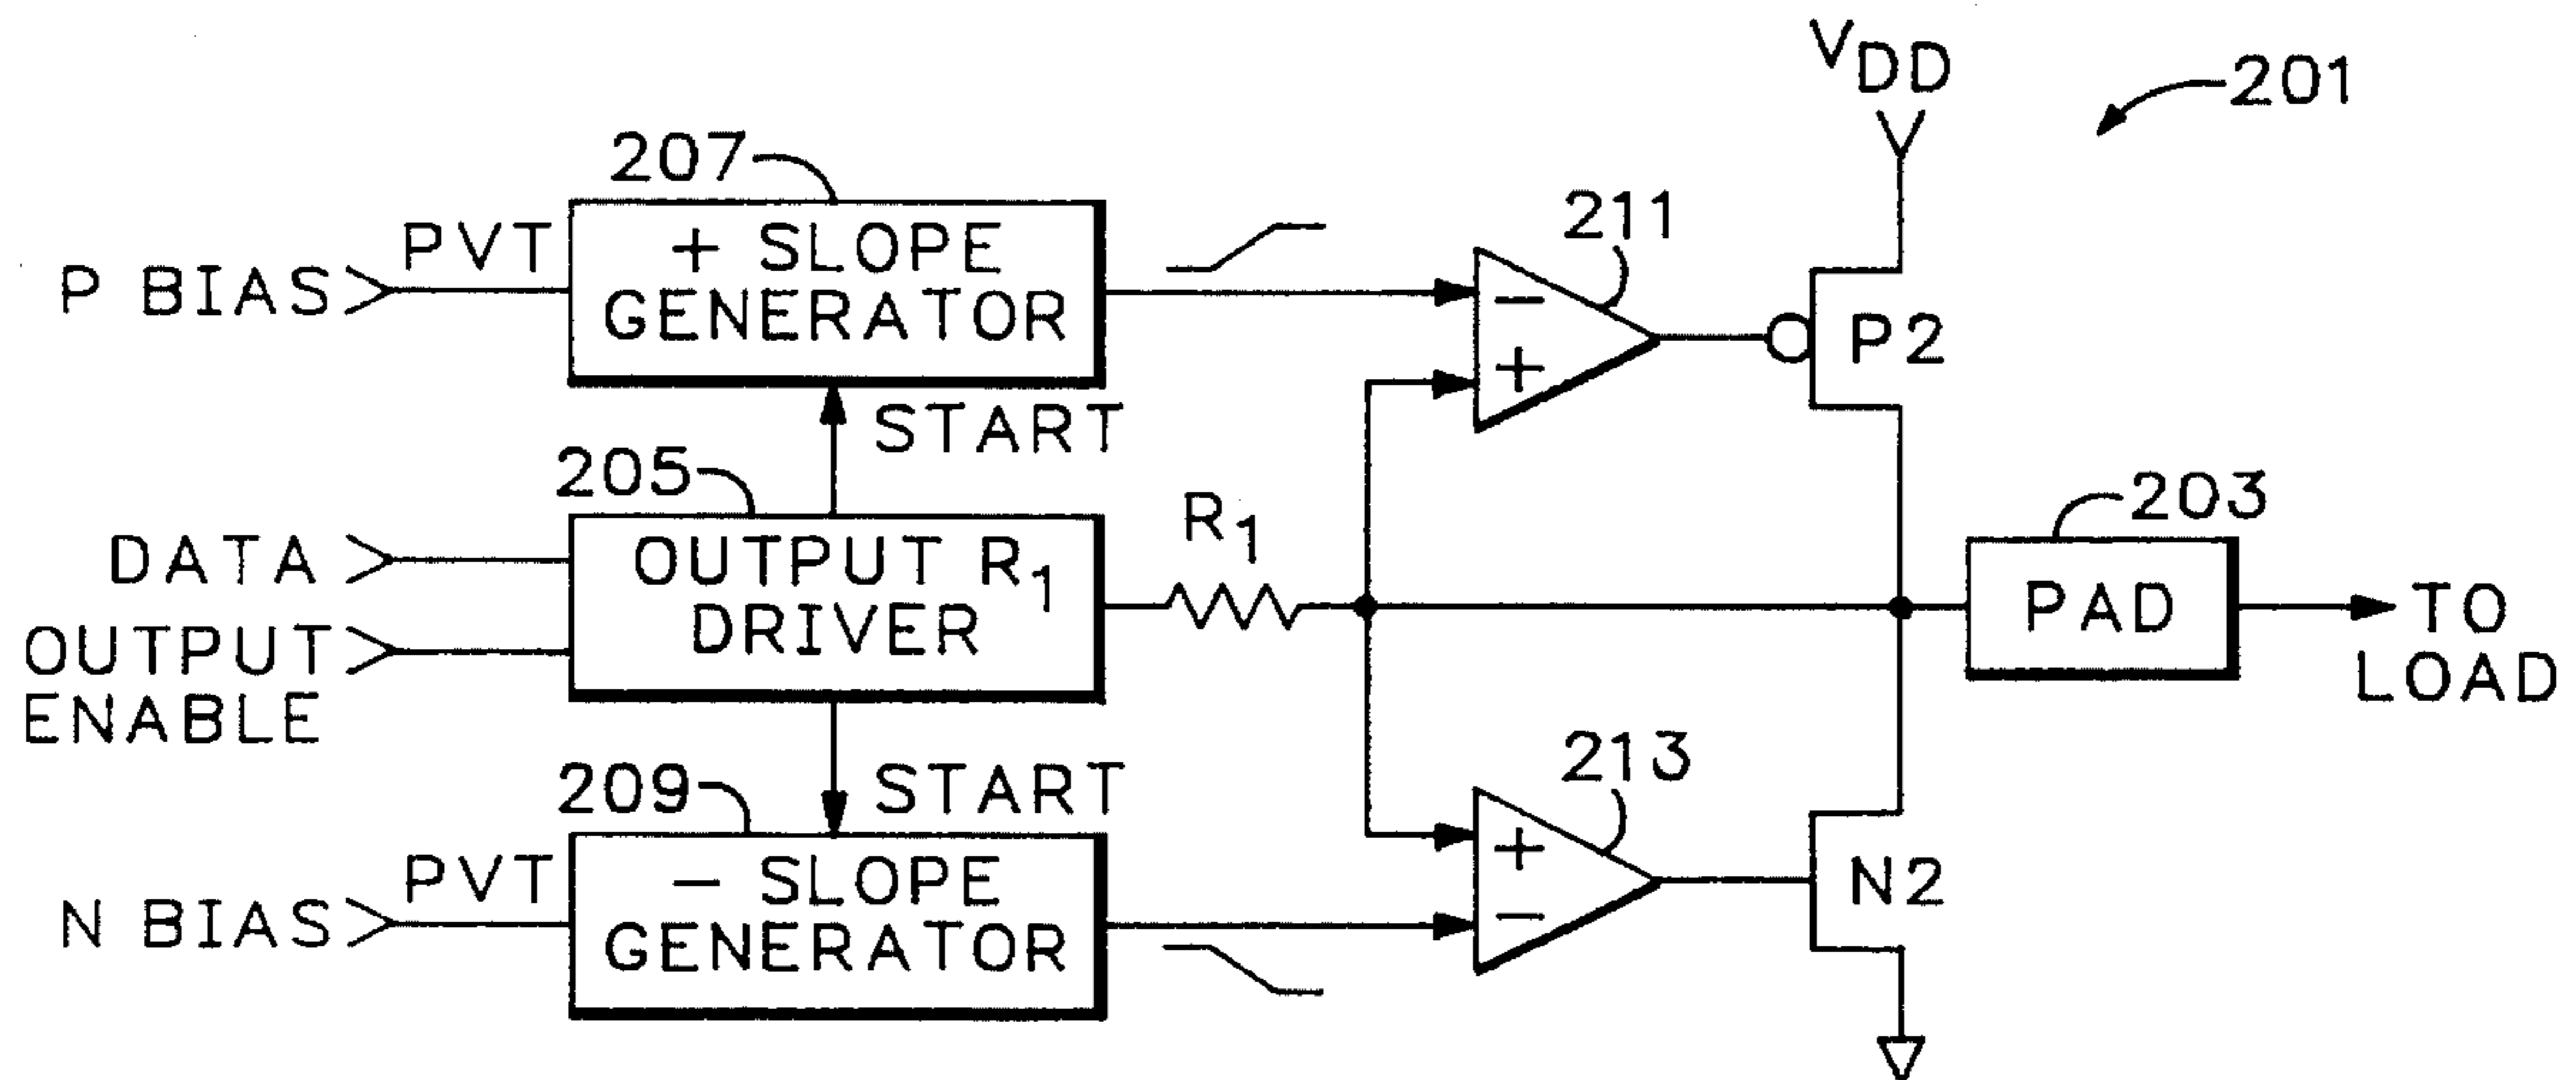 VDD
201
207
211
PVT
+ SLOPE
GENERATOR
P BIAS
−
+
P2
START
205
R1
203
DATA
OUTPUT R1
DRIVER
PAD
TO
LOAD
OUTPUT
ENABLE
209
START
213
PVT
− SLOPE
GENERATOR
N BIAS
+
−
N2